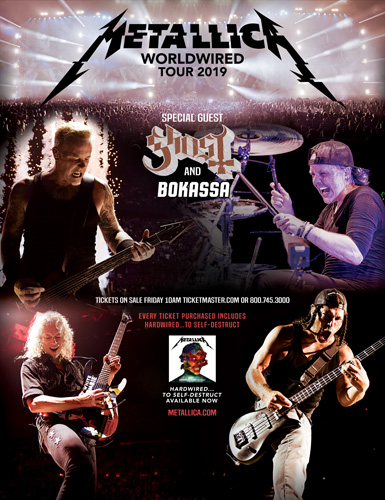 METALLICA
WORLDWIRED
TOUR 2019
SPECIAL GUEST
Ghost
AND
BOKASSA
TICKETS ON SALE FRIDAY 10AM TICKETMASTER.COM OR 800.745.3000
EVERY TICKET PURCHASED INCLUDES
HARDWIRED...TO SELF-DESTRUCT
METALLICA
HARDWIRED...
TO SELF-DESTRUCT
AVAILABLE NOW
METALLICA.COM